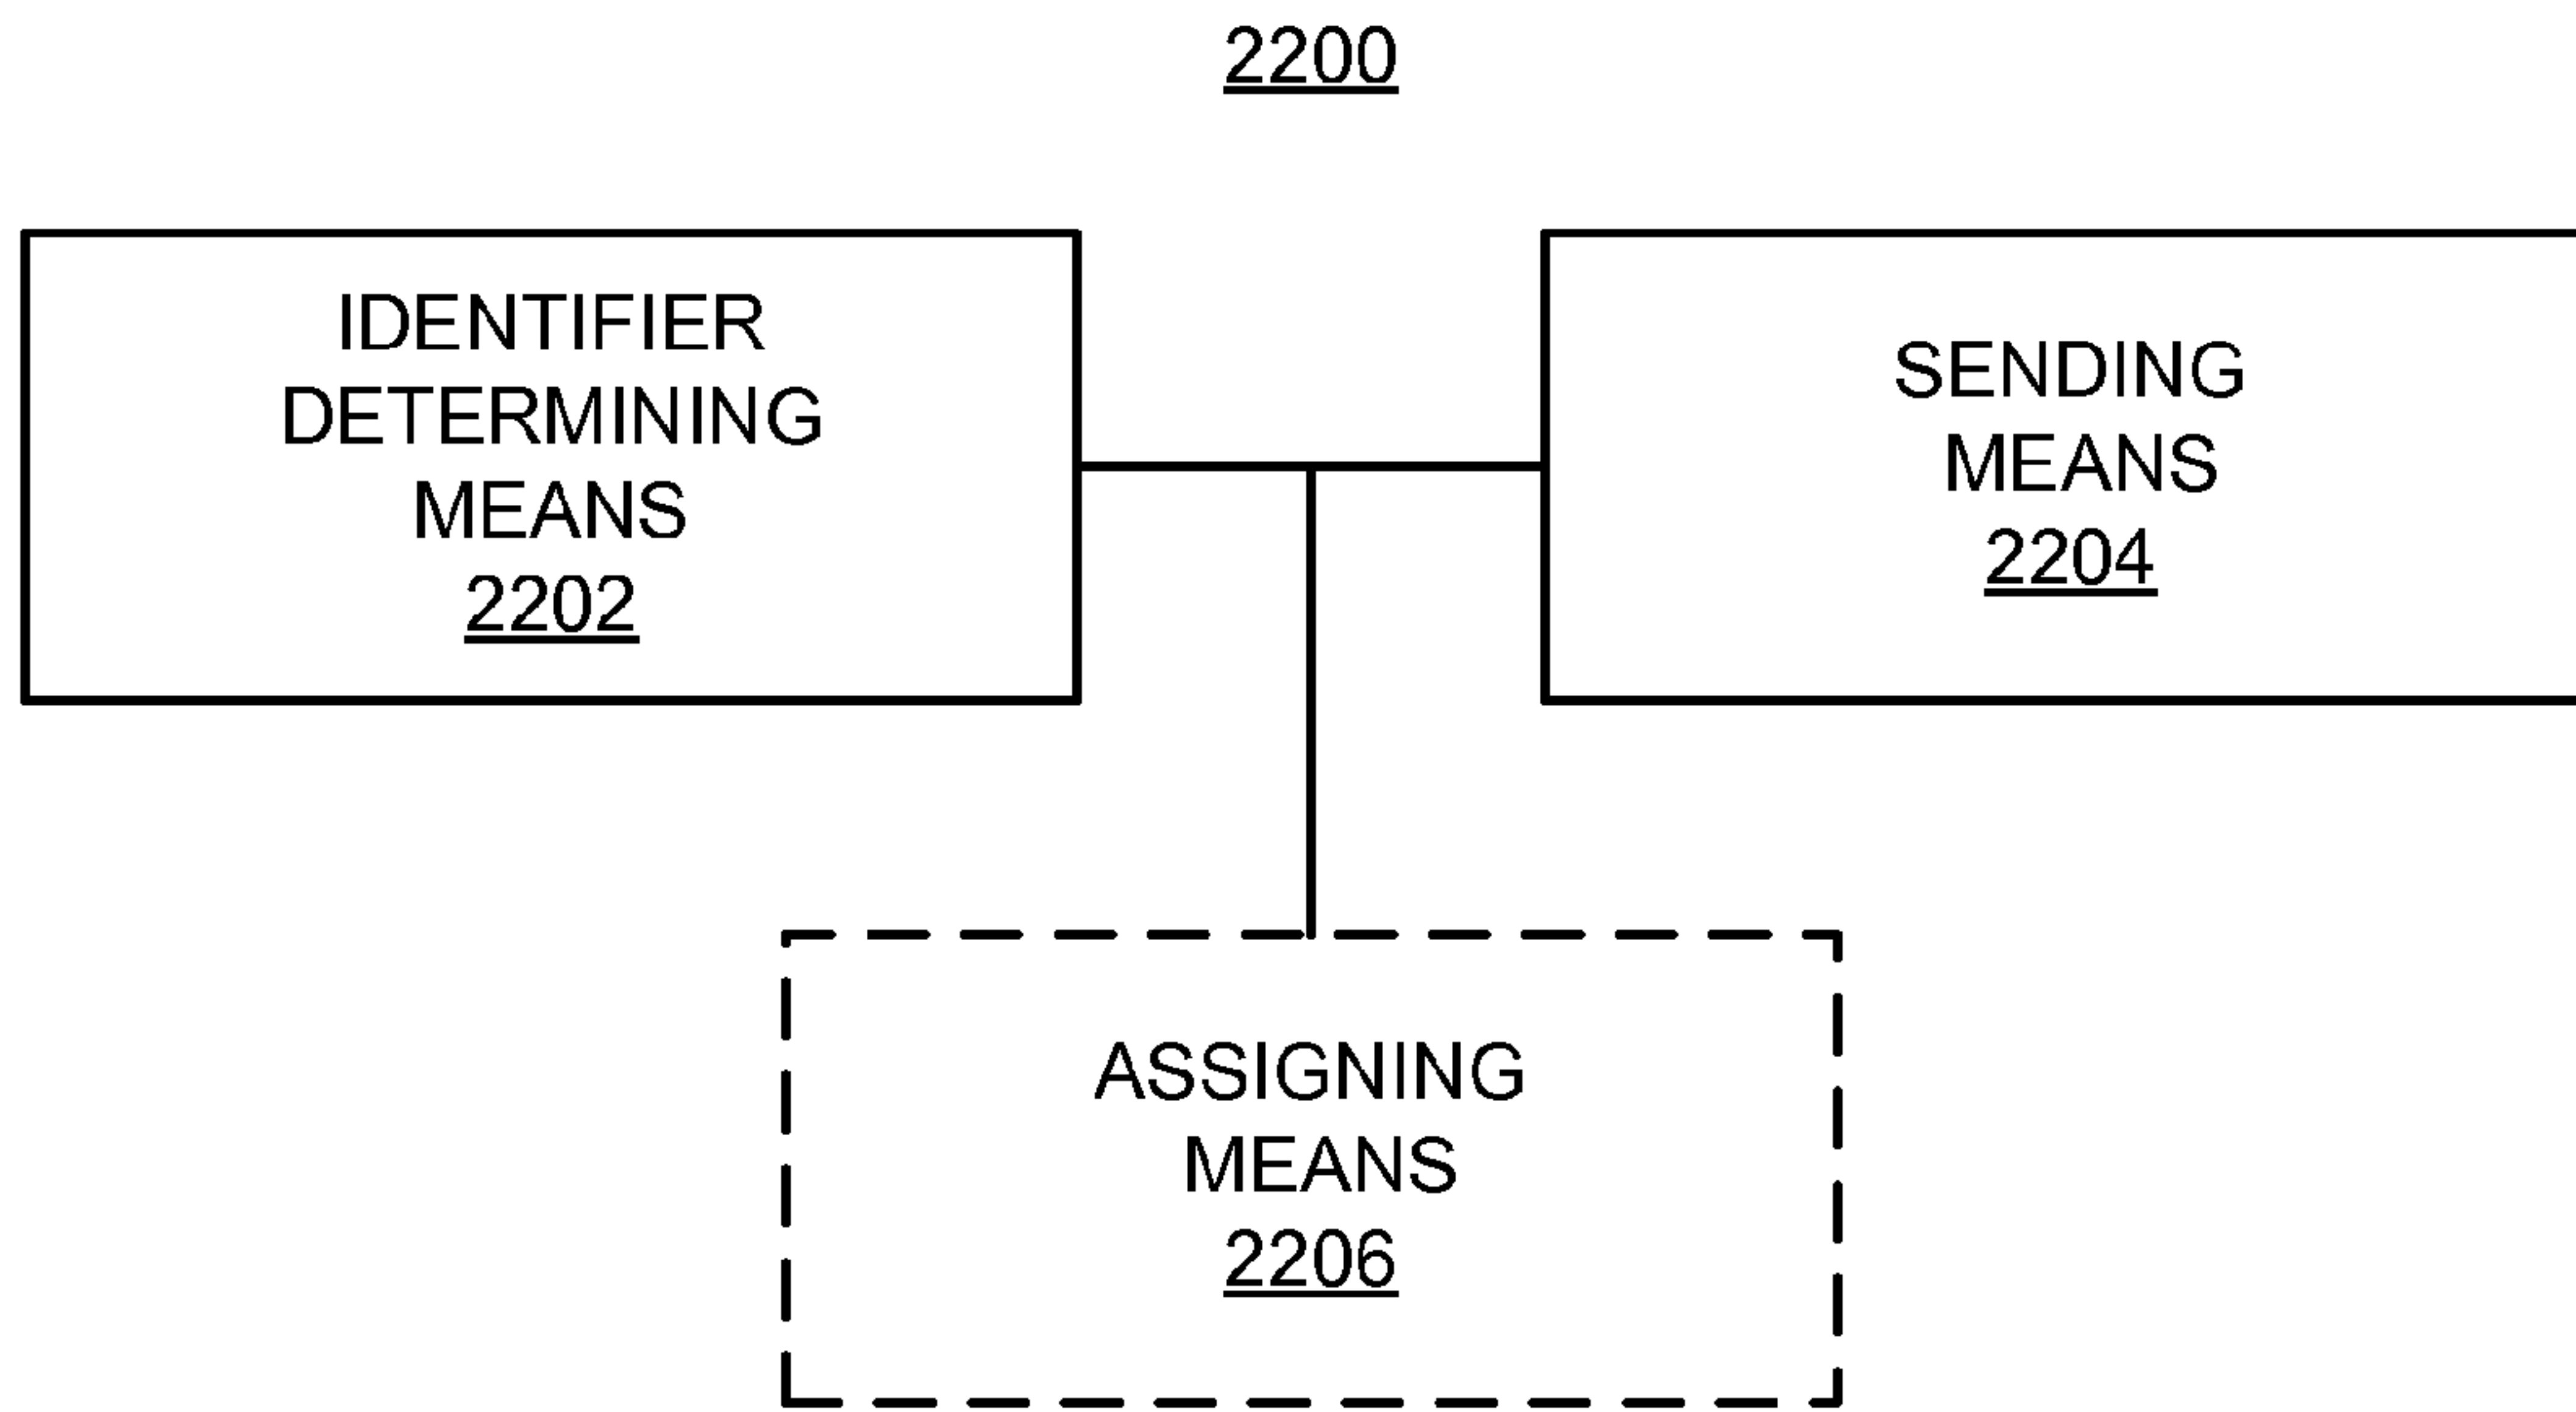 2200
IDENTIFIER
DETERMINING
MEANS
2202
SENDING
MEANS
2204
ASSIGNING
MEANS
2206